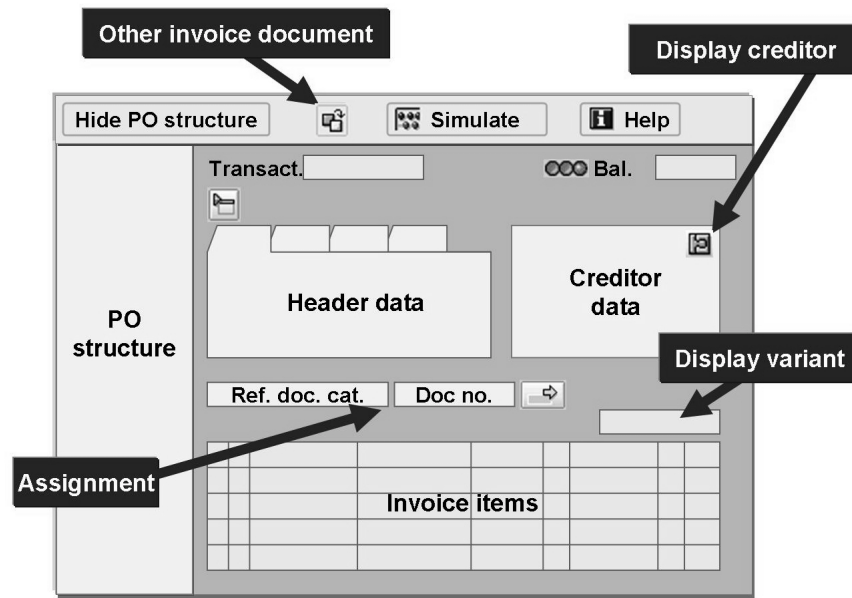 Other invoice document
Display creditor
Hide PO structure
Simulate
Help
Transact.
Bal.
PO
structure
Header data
Creditor
data
Display variant
Ref. doc. cat.
Doc no.
Assignment
Invoice items